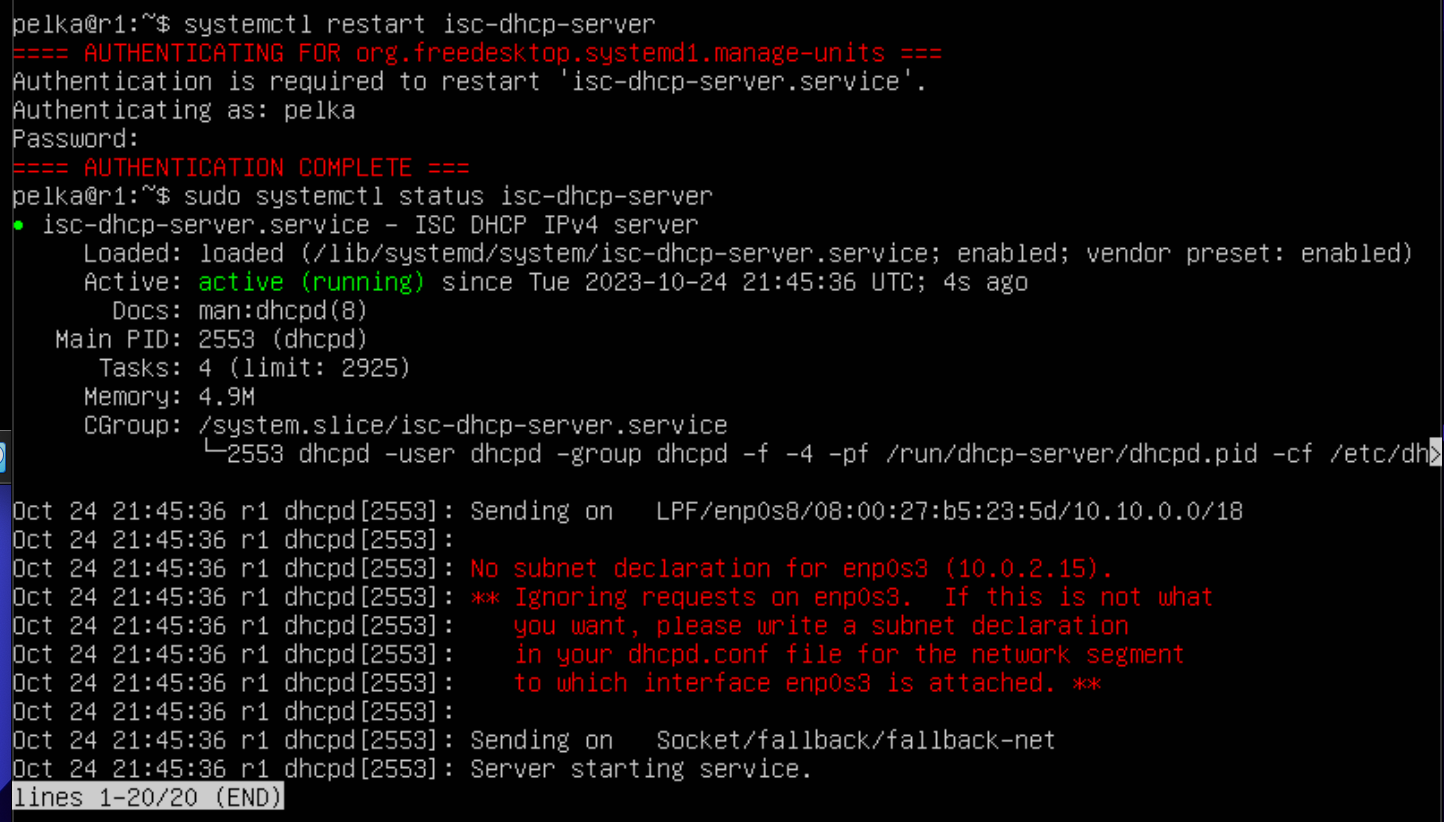 pelka@r1:~$ systemctl restart isc-dhcp-server
==== AUTHENTICATING FOR org.freedesktop.systemd1.manage-units ===
Authentication is required to restart 'isc-dhcp-server.service'.
Authenticating as: pelka
Password:
==== AUTHENTICATION COMPLETE ===
pelka@r1:~$ sudo systemctl status isc-dhcp-server
● isc-dhcp-server.service - ISC DHCP IPv4 server
     Loaded: loaded (/lib/systemd/system/isc-dhcp-server.service; enabled; vendor preset: enabled)
     Active: active (running) since Tue 2023-10-24 21:45:36 UTC; 4s ago
       Docs: man:dhcpd(8)
   Main PID: 2553 (dhcpd)
      Tasks: 4 (limit: 2925)
     Memory: 4.9M
     CGroup: /system.slice/isc-dhcp-server.service
             └─2553 dhcpd -user dhcpd -group dhcpd -f -4 -pf /run/dhcp-server/dhcpd.pid -cf /etc/dh>
Oct 24 21:45:36 r1 dhcpd[2553]: Sending on   LPF/enp0s8/08:00:27:b5:23:5d/10.10.0.0/18
Oct 24 21:45:36 r1 dhcpd[2553]:
Oct 24 21:45:36 r1 dhcpd[2553]: No subnet declaration for enp0s3 (10.0.2.15).
Oct 24 21:45:36 r1 dhcpd[2553]: ** Ignoring requests on enp0s3.  If this is not what
Oct 24 21:45:36 r1 dhcpd[2553]:    you want, please write a subnet declaration
Oct 24 21:45:36 r1 dhcpd[2553]:    in your dhcpd.conf file for the network segment
Oct 24 21:45:36 r1 dhcpd[2553]:    to which interface enp0s3 is attached. **
Oct 24 21:45:36 r1 dhcpd[2553]:
Oct 24 21:45:36 r1 dhcpd[2553]: Sending on   Socket/fallback/fallback-net
Oct 24 21:45:36 r1 dhcpd[2553]: Server starting service.
lines 1-20/20 (END)